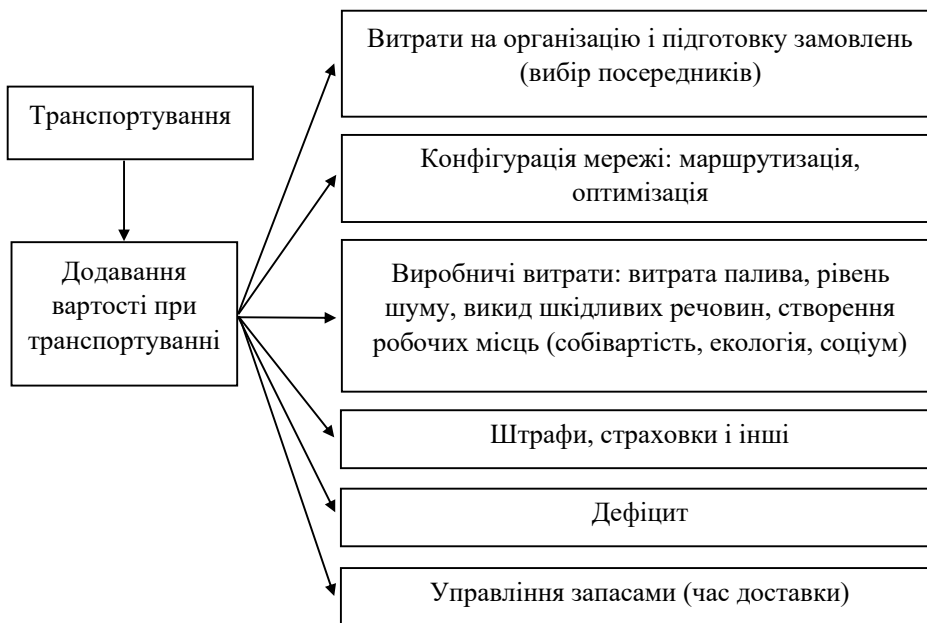 Транспортування
Додавання
вартості при
транспортуванні
Витрати на організацію і підготовку замовлень
(вибір посередників)
Конфігурація мережі: маршрутизація,
оптимізація
Виробничі витрати: витрата палива, рівень
шуму, викид шкідливих речовин, створення
робочих місць (собівартість, екологія, соціум)
Штрафи, страховки і інші
Дефіцит
Управління запасами (час доставки)